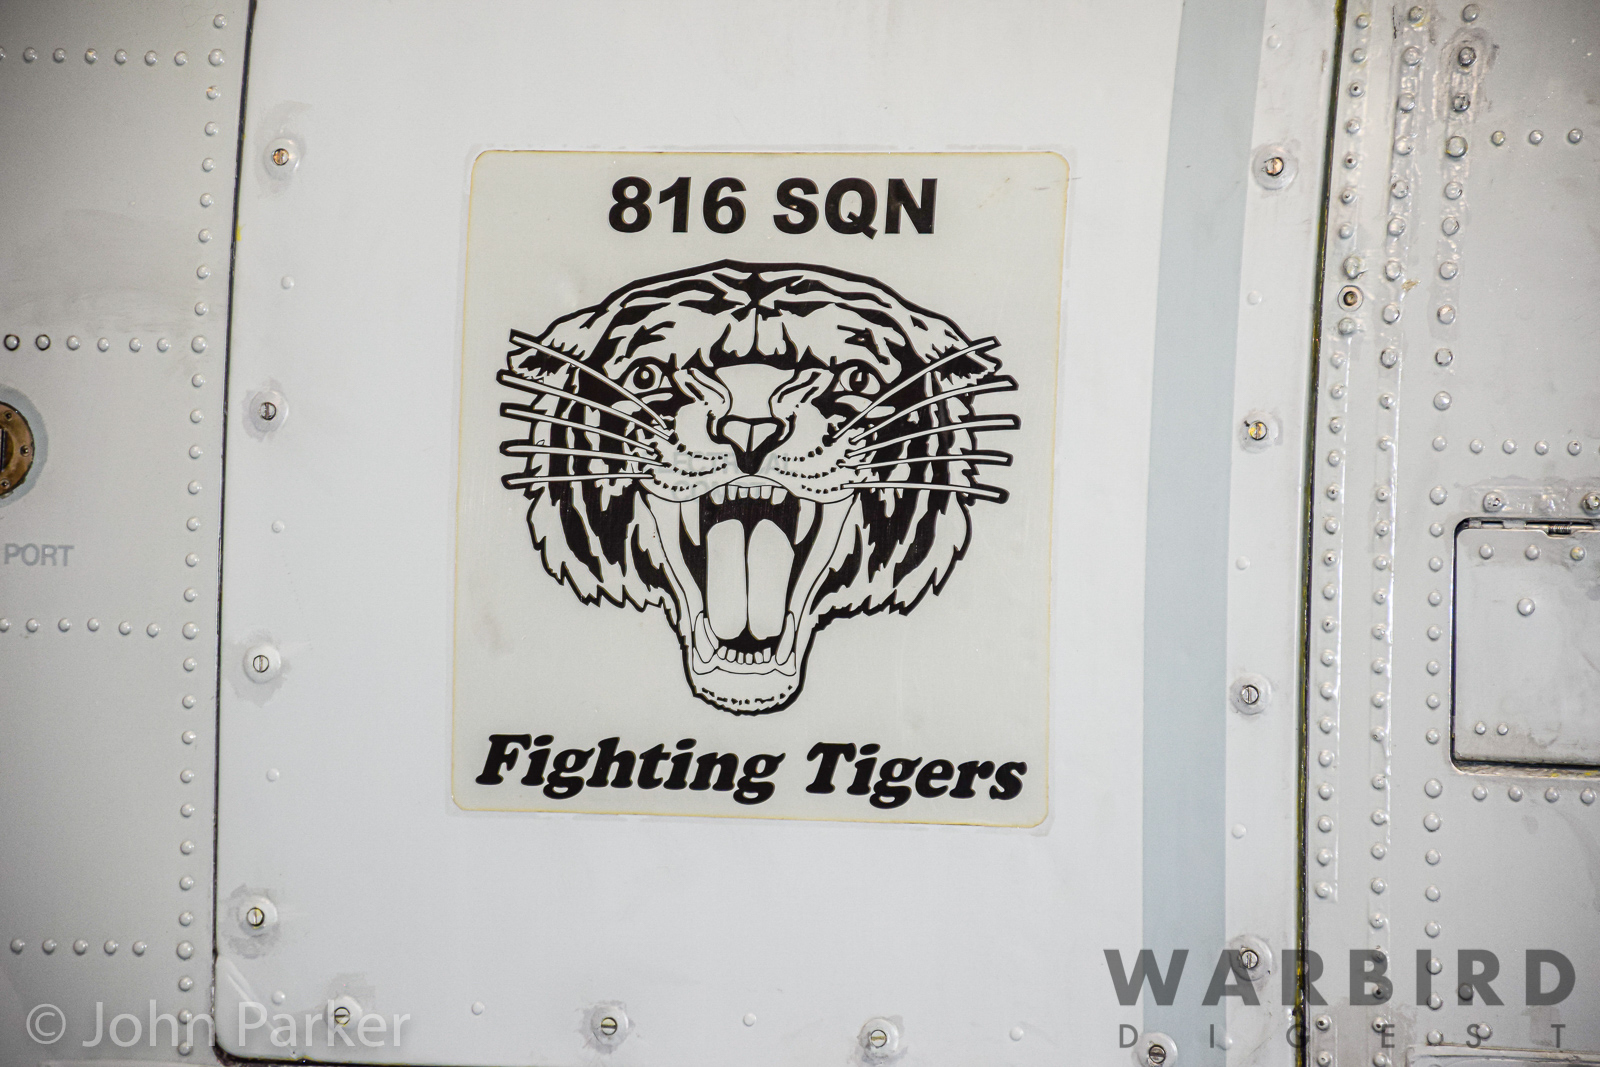 816 SQN
PORT
Fighting Tigers
© John Parker
WARBIRD
DIGEST